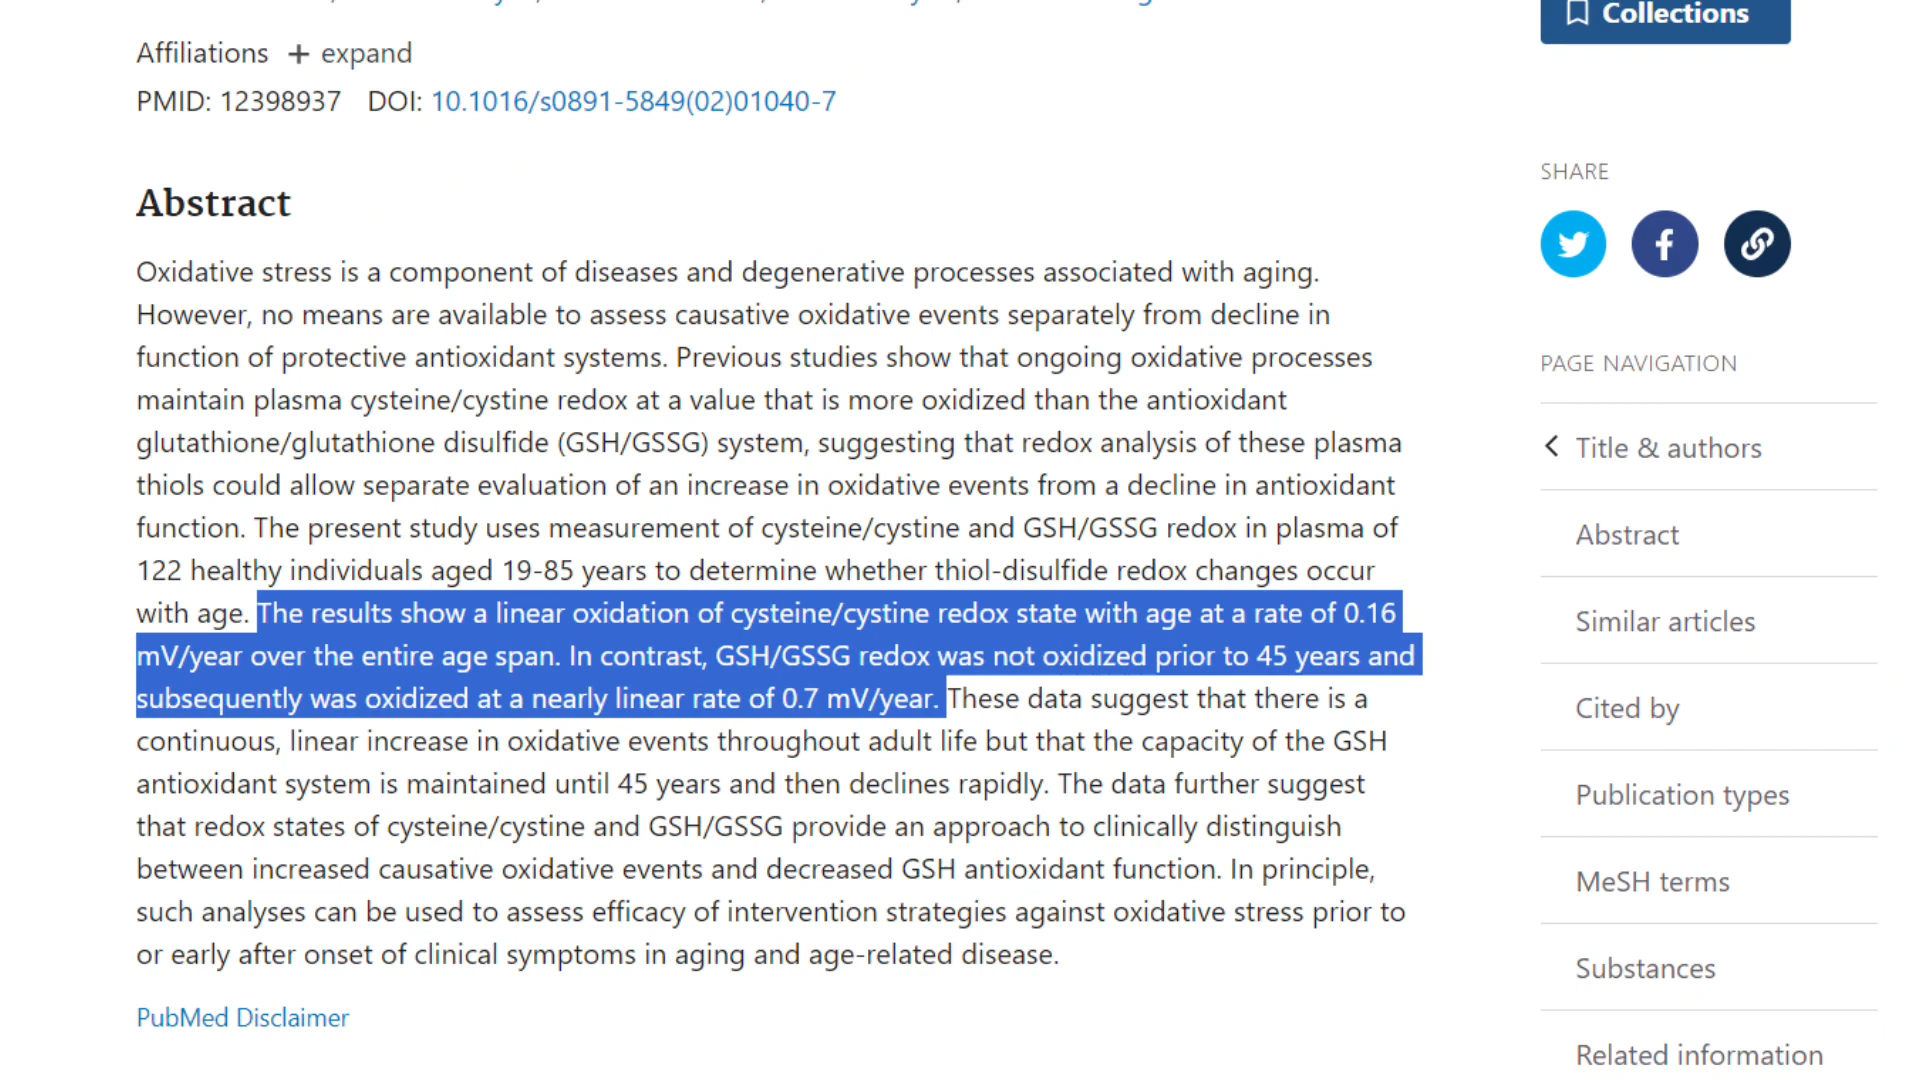 Collections
Affiliations + expand
PMID: 12398937 DOI: 10.1016/s0891-5849(02)01040-7
SHARE
Abstract
Oxidative stress is a component of diseases and degenerative processes associated with aging.
However, no means are available to assess causative oxidative events separately from decline in
function of protective antioxidant systems. Previous studies show that ongoing oxidative processes
maintain plasma cysteine/cystine redox at a value that is more oxidized than the antioxidant
glutathione/glutathione disulfide (GSH/GSSG) system, suggesting that redox analysis of these plasma
thiols could allow separate evaluation of an increase in oxidative events from a decline in antioxidant
function. The present study uses measurement of cysteine/cystine and GSH/GSSG redox in plasma of
122 healthy individuals aged 19-85 years to determine whether thiol-disulfide redox changes occur
with age. The results show a linear oxidation of cysteine/cystine redox state with age at a rate of 0.16
mV/year over the entire age span. In contrast, GSH/GSSG redox was not oxidized prior to 45 years and
subsequently was oxidized at a nearly linear rate of 0.7 mV/year. These data suggest that there is a
continuous, linear increase in oxidative events throughout adult life but that the capacity of the GSH
antioxidant system is maintained until 45 years and then declines rapidly. The data further suggest
that redox states of cysteine/cystine and GSH/GSSG provide an approach to clinically distinguish
between increased causative oxidative events and decreased GSH antioxidant function. In principle,
such analyses can be used to assess efficacy of intervention strategies against oxidative stress prior to
or early after onset of clinical symptoms in aging and age-related disease.
PubMed Disclaimer
PAGE NAVIGATION
Title & authors
Abstract
Similar articles
Cited by
Publication types
MeSH terms
Substances
Related information